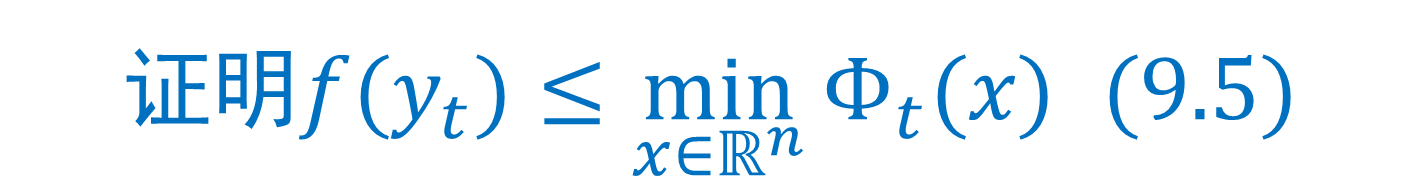 证明f(y_t) ≤ min_{x∈ℝ^n} Φ_t(x) (9.5)